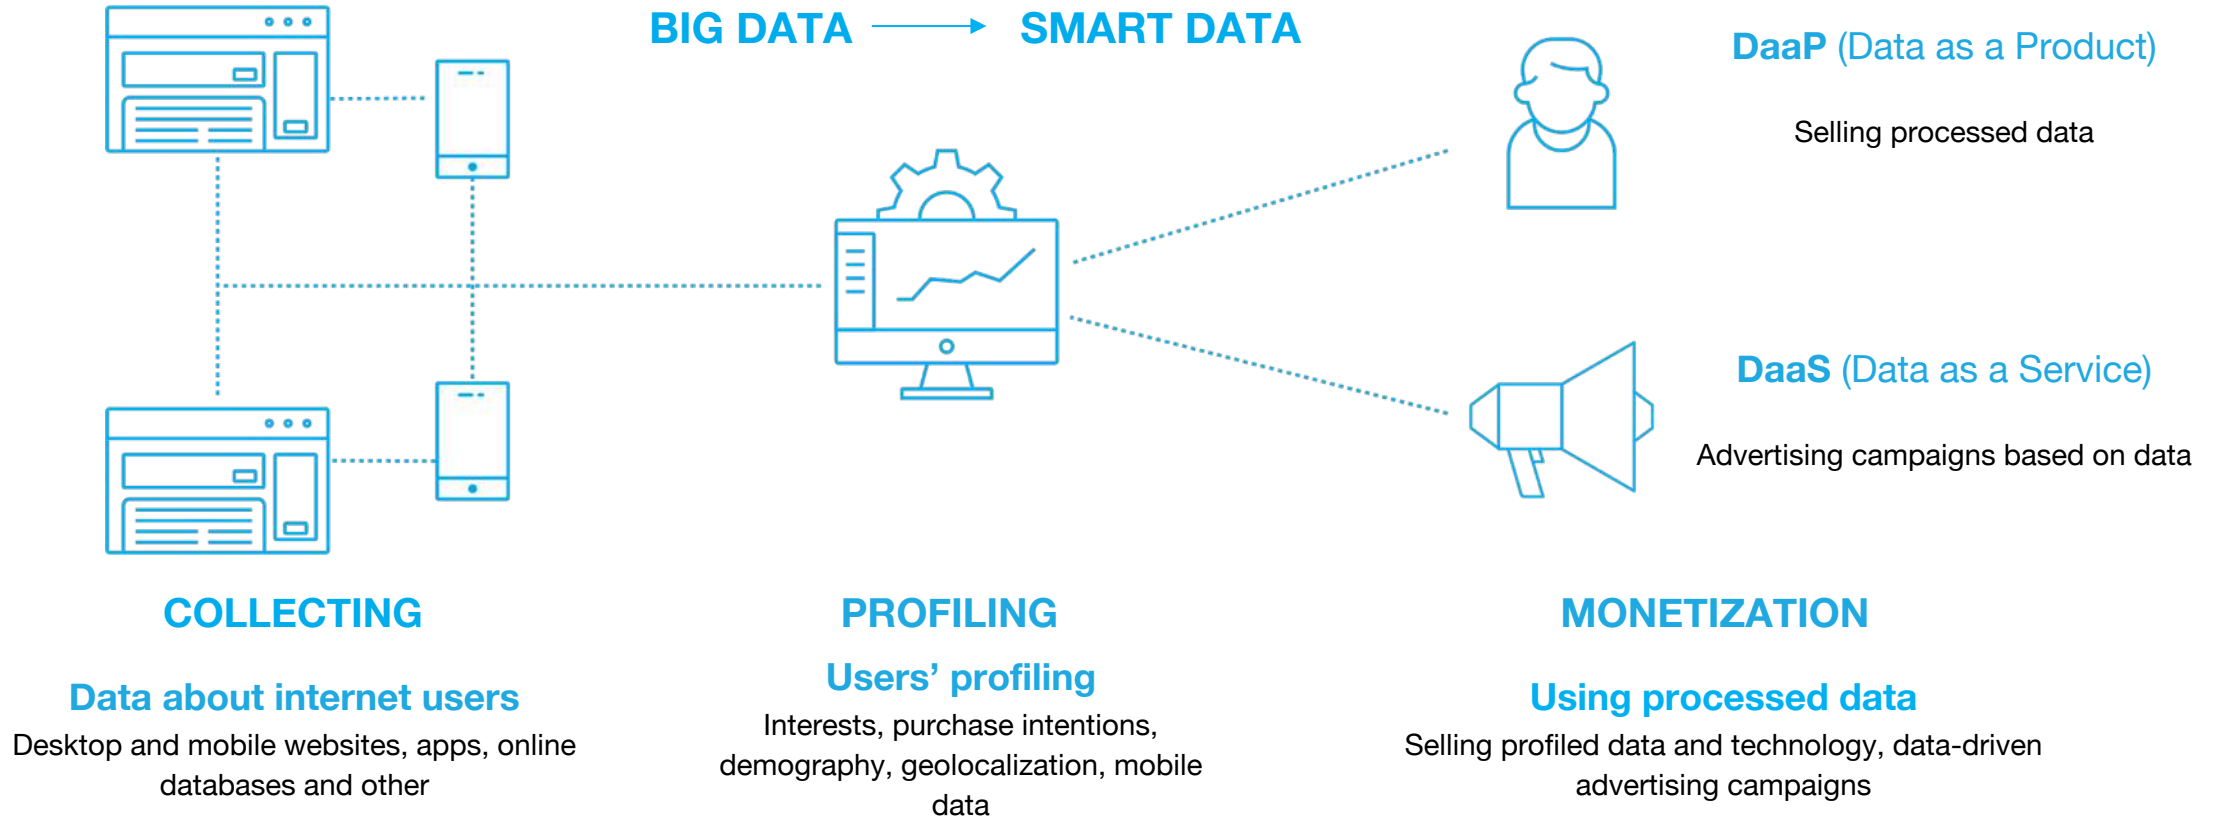 BIG DATA → SMART DATA
DaaP (Data as a Product)
Selling processed data
DaaS (Data as a Service)
Advertising campaigns based on data
COLLECTING
Data about internet users
Desktop and mobile websites, apps, online
databases and other
PROFILING
Users’ profiling
Interests, purchase intentions,
demography, geolocalization, mobile
data
MONETIZATION
Using processed data
Selling profiled data and technology, data-driven
advertising campaigns